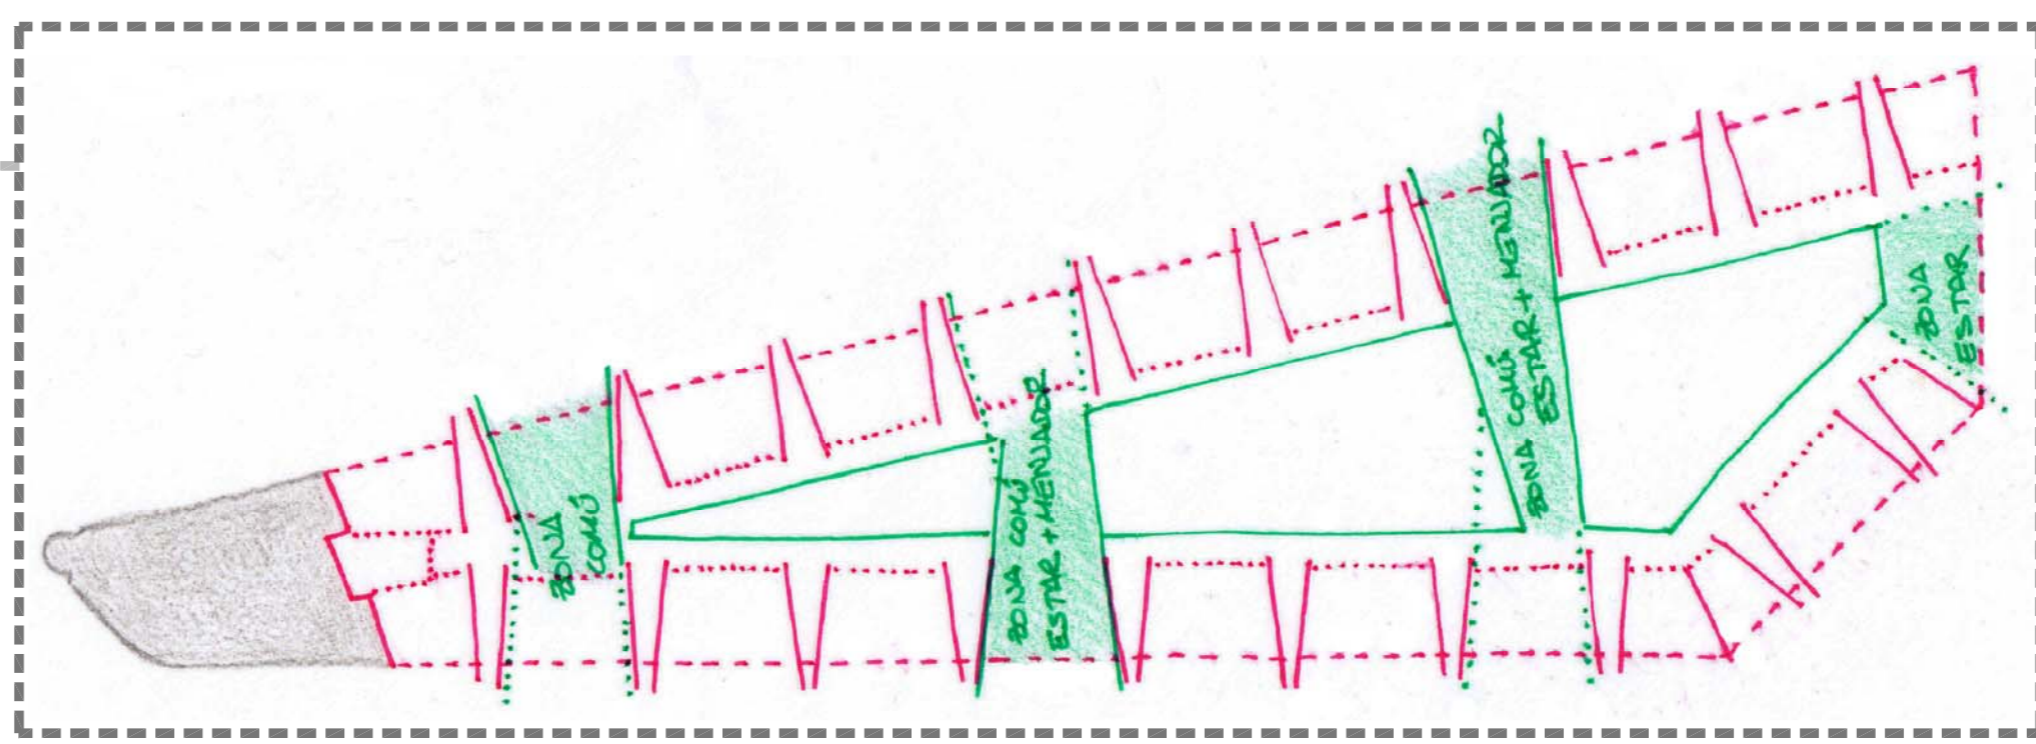 ZONA
COMÚ
ZONA COMÚ
ESTAR + MENJADOR
ZONA COMÚ
ESTAR + MENJADOR
ZONA
ESTAR